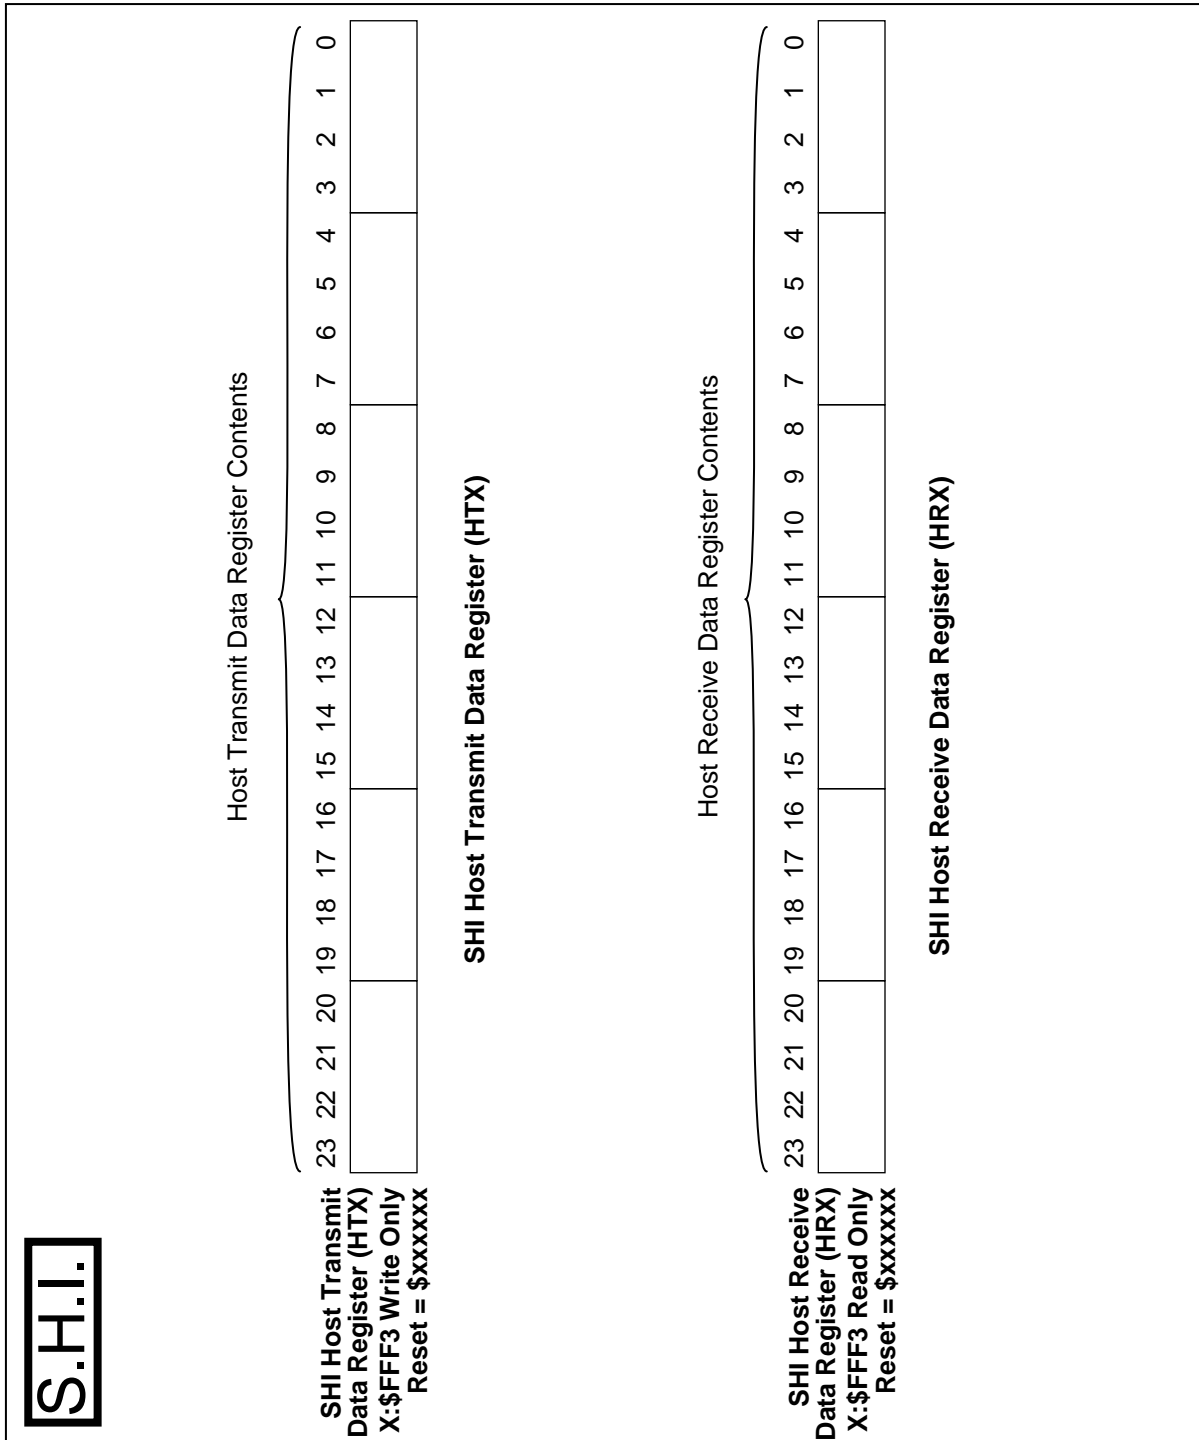 S.H.I.
Host Transmit Data Register Contents
23 22 21 20 19 18 17 16 15 14 13 12 11 10 9 8 7 6 5 4 3 2 1 0
SHI Host Transmit
Data Register (HTX)
X:$FFF3 Write Only
Reset = $xxxxxx
SHI Host Transmit Data Register (HTX)
Host Receive Data Register Contents
23 22 21 20 19 18 17 16 15 14 13 12 11 10 9 8 7 6 5 4 3 2 1 0
SHI Host Receive
Data Register (HRX)
X:$FFF3 Read Only
Reset = $xxxxxx
SHI Host Receive Data Register (HRX)